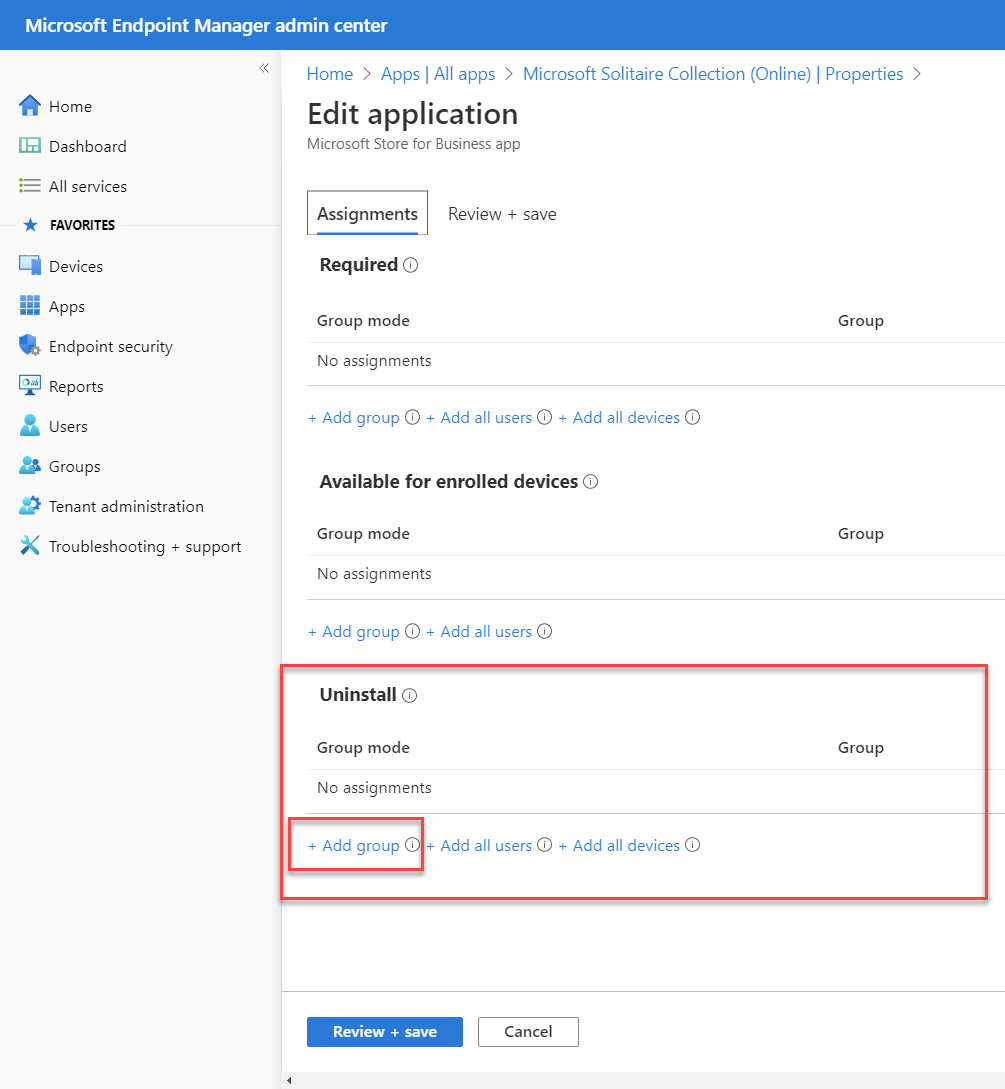 Microsoft Endpoint Manager admin center
«
Home
Dashboard
All services
FAVORITES
Devices
Apps
Endpoint security
Reports
Users
Groups
Tenant administration
Troubleshooting + support
Home > Apps | All apps > Microsoft Solitaire Collection (Online) | Properties >
Edit application
Microsoft Store for Business app
Assignments Review + save
Required
Group mode Group
No assignments
+ Add group + Add all users + Add all devices
Available for enrolled devices
Group mode Group
No assignments
+ Add group + Add all users
Uninstall
Group mode Group
No assignments
+ Add group + Add all users + Add all devices
Review + save Cancel